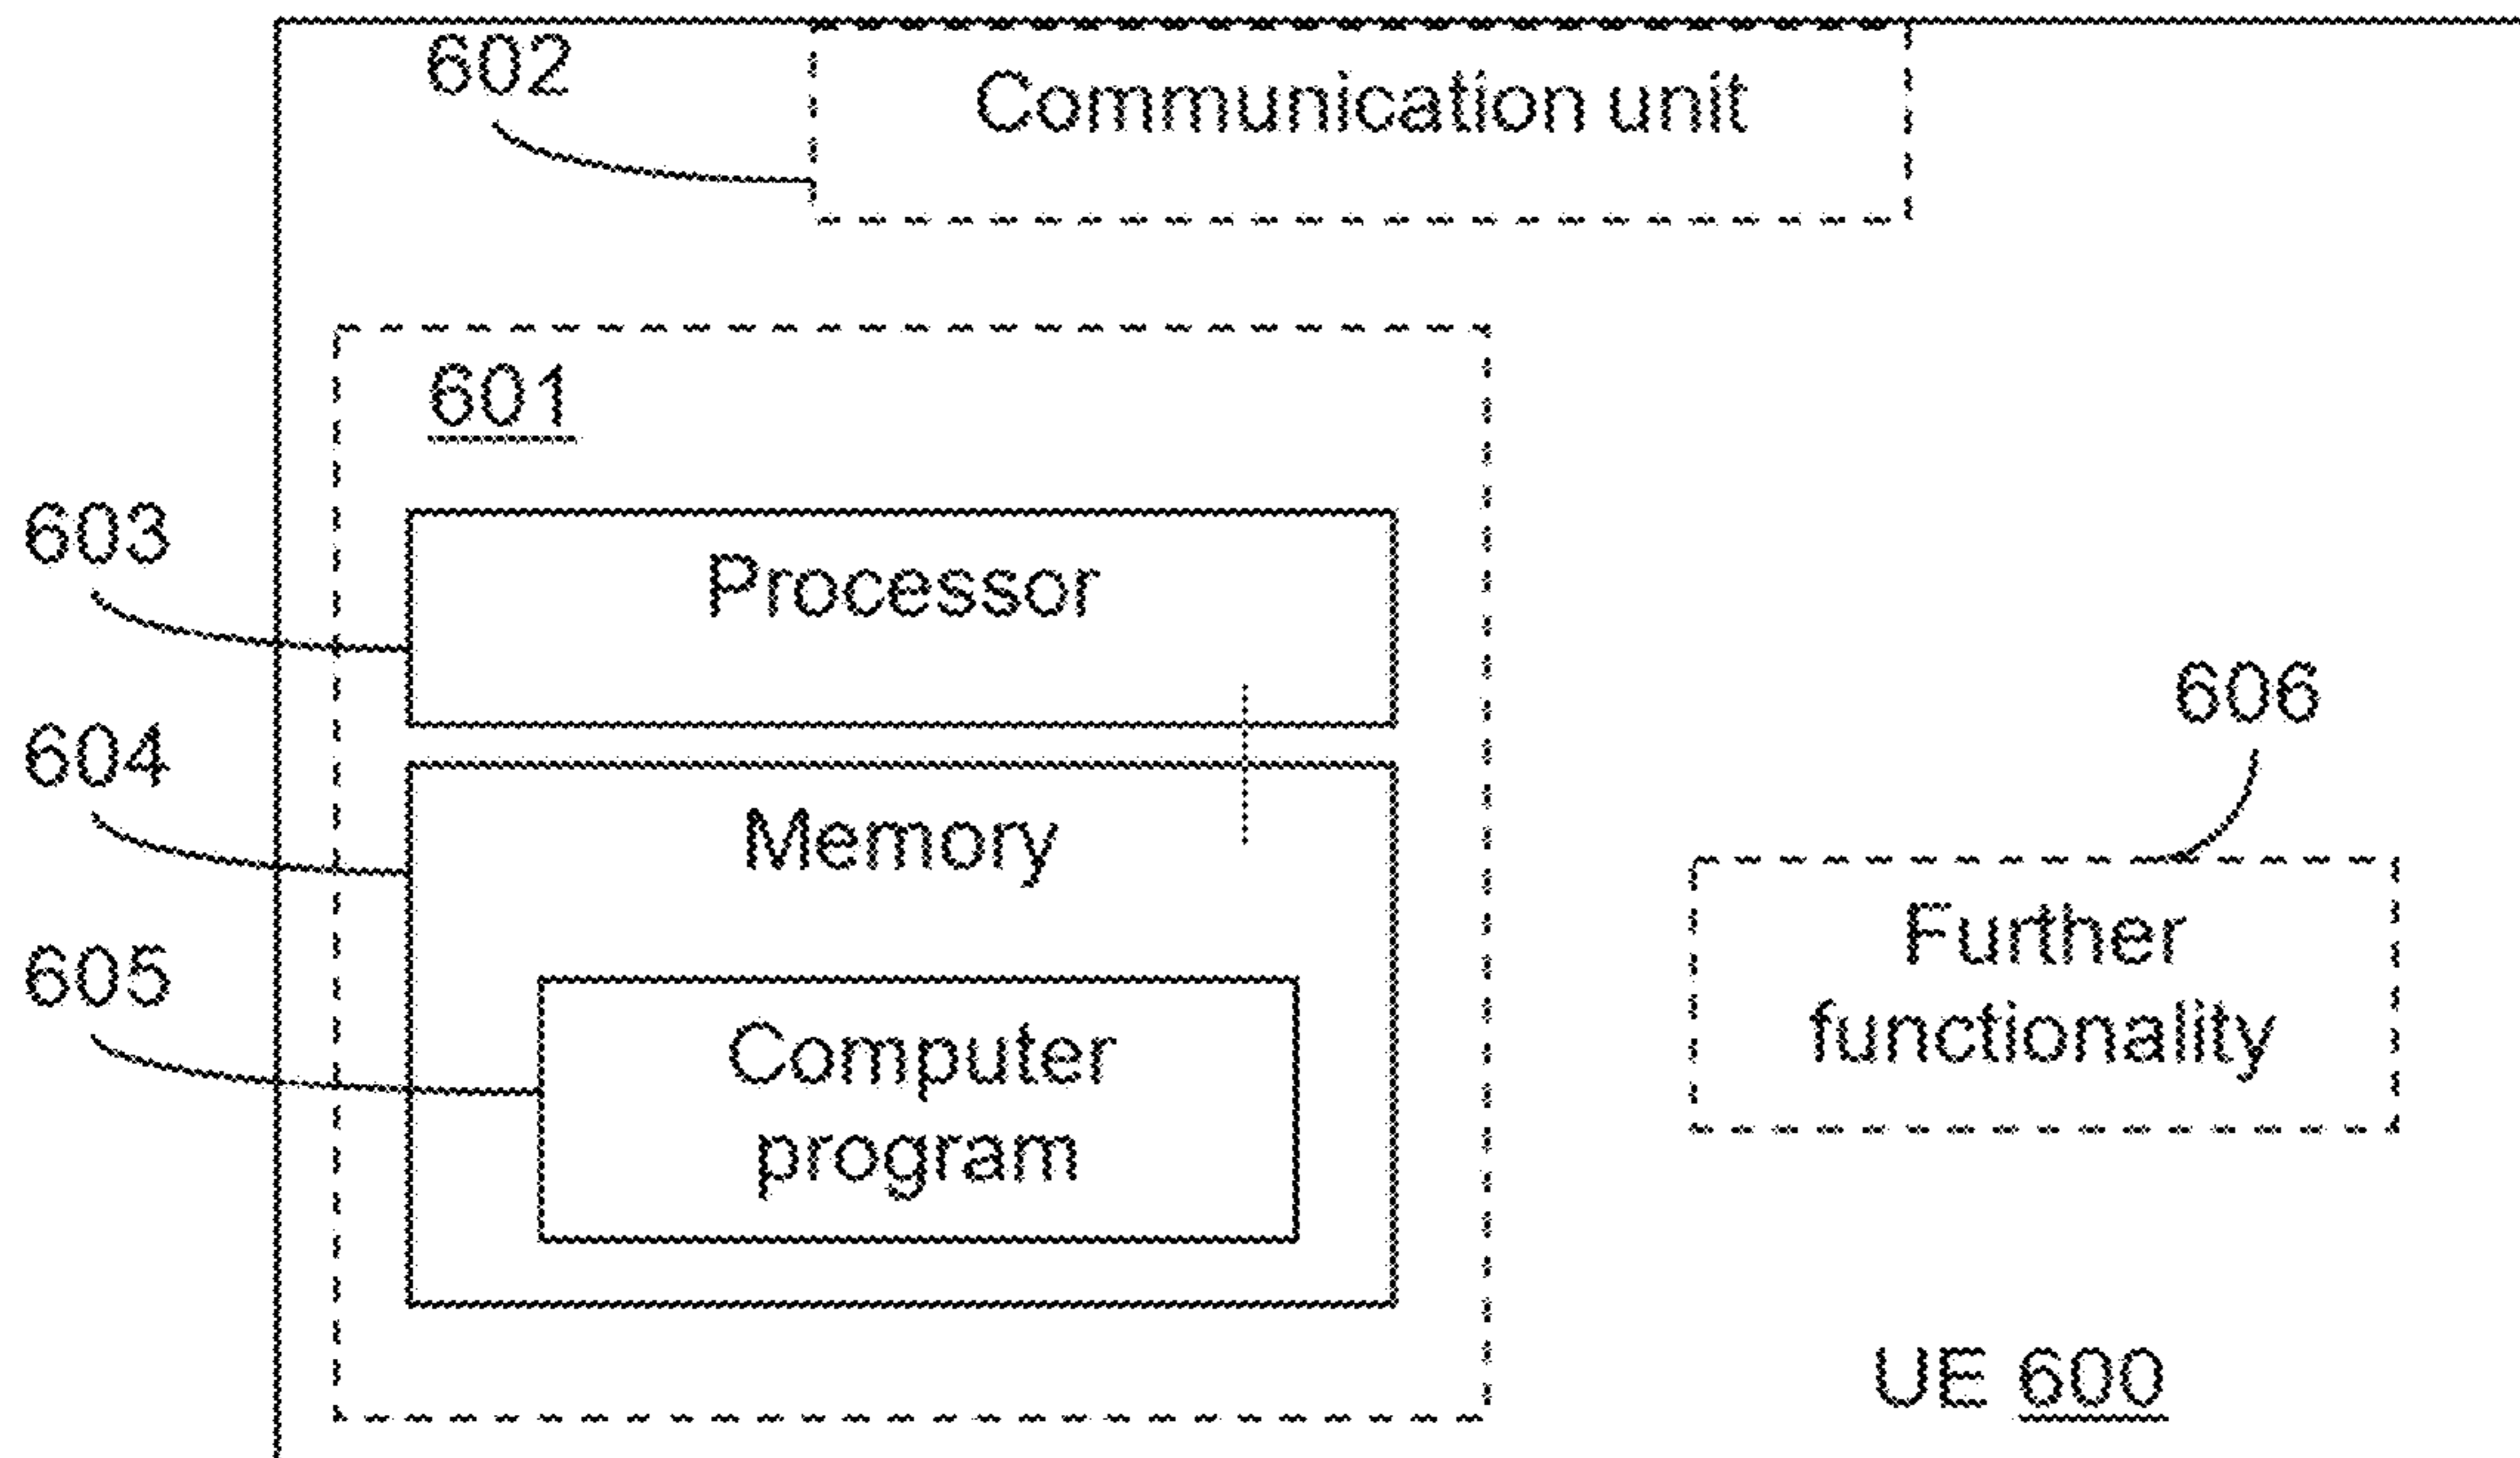 602
Communication unit
601
603
Processor
606
604
Memory
Further
functionality
605
Computer
program
UE 600